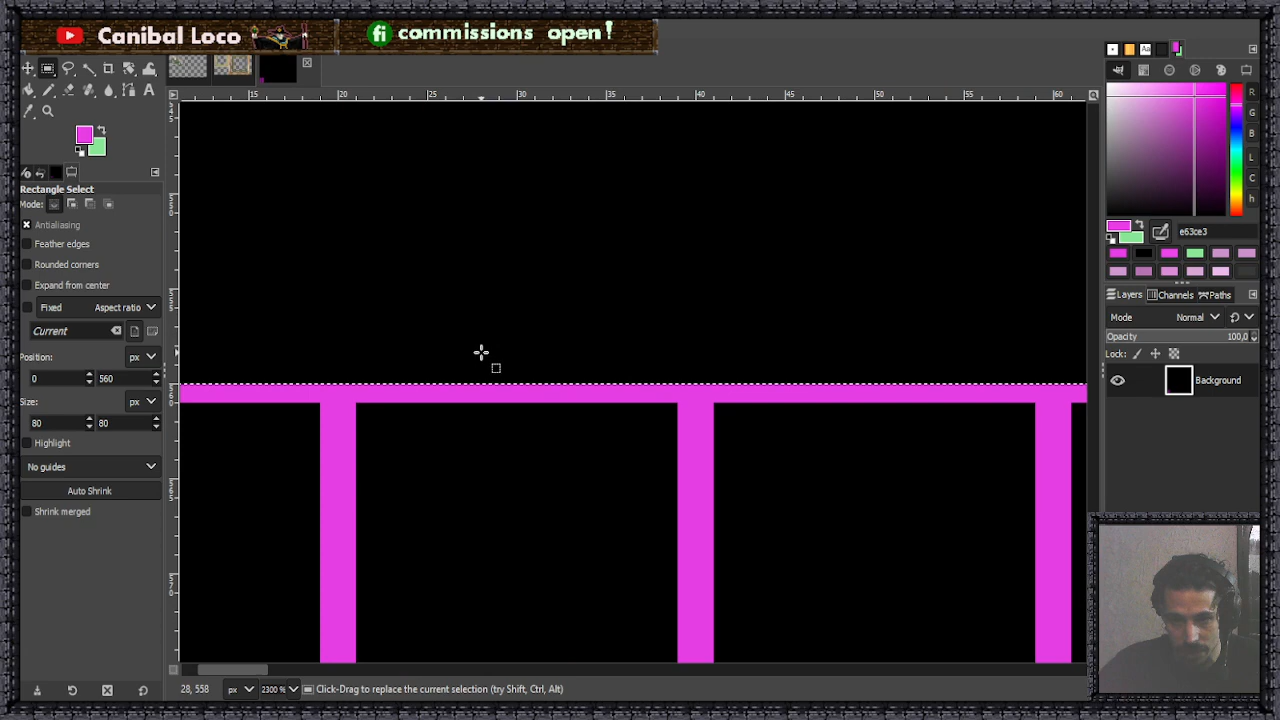 Canibal Loco
fi commissions open!
Aa
15 20 25 30 35 40 45 50 55 60
R
G
B
L
C
h
Rectangle Select
Mode:
Antialiasing
Feather edges
Rounded corners
Expand from center
Fixed Aspect ratio
Current
Position: px
0 560
Size: px
80 80
Highlight
No guides
Auto Shrink
Shrink merged
e63ce3
Layers Channels Paths
Mode Normal
Opacity 100,0
Lock:
Background
28, 558 px 2300 % Click-Drag to replace the current selection (try Shift, Ctrl, Alt)